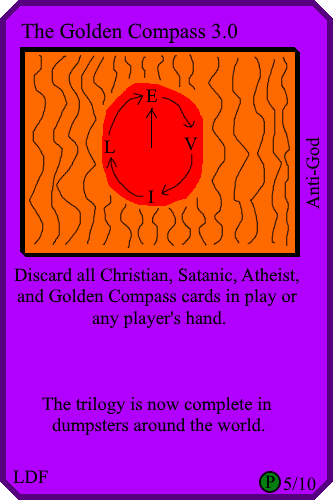 The Golden Compass 3.0
E
L
V
I
Anti-God
Discard all Christian, Satanic, Atheist,
and Golden Compass cards in play or
any player's hand.
The trilogy is now complete in
dumpsters around the world.
LDF
P 5/10